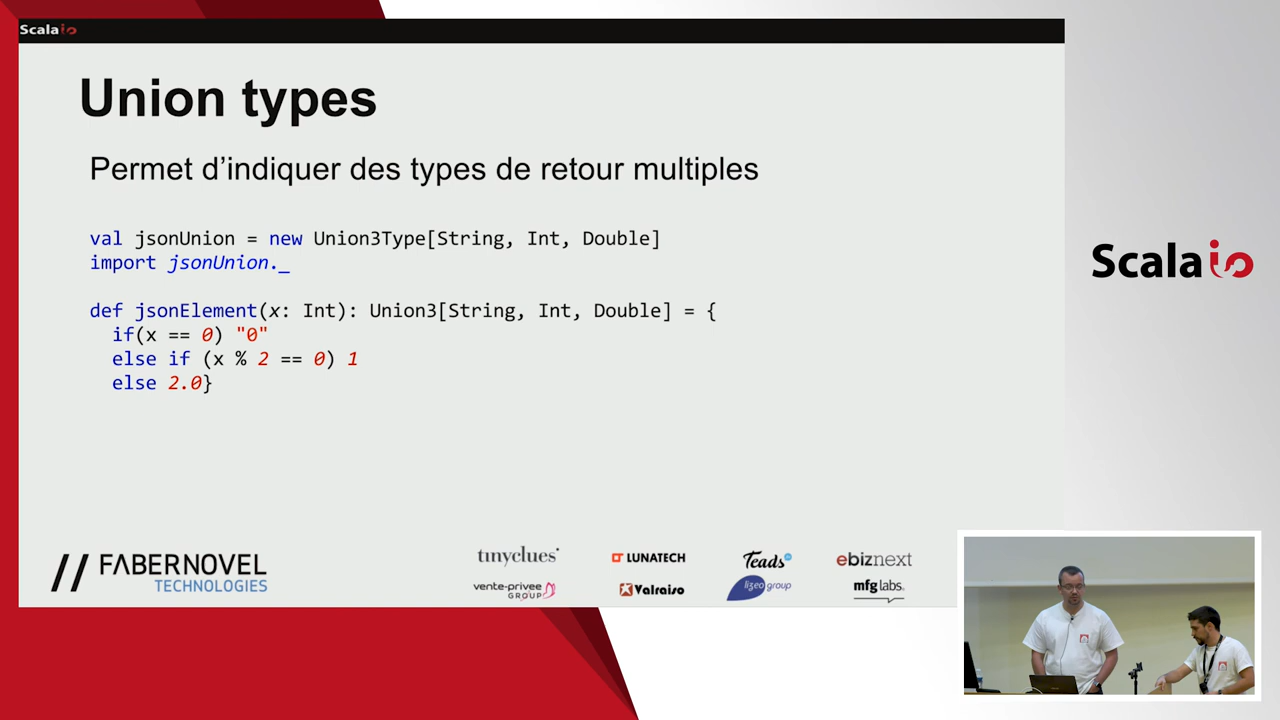 Scalaio
Union types
Permet d'indiquer des types de retour multiples
val jsonUnion = new Union3Type[String, Int, Double]
import jsonUnion._
def jsonElement(x: Int): Union3[String, Int, Double] = {
if(x == 0) "0"
else if (x % 2 == 0) 1
else 2.0}
Scalaio
// FABERNOVEL
TECHNOLOGIES
tinyclues
LUNATECH
Teads
ebiznext
vente-privee
GROUP
Valraiso
lizeo group
mfg labs.